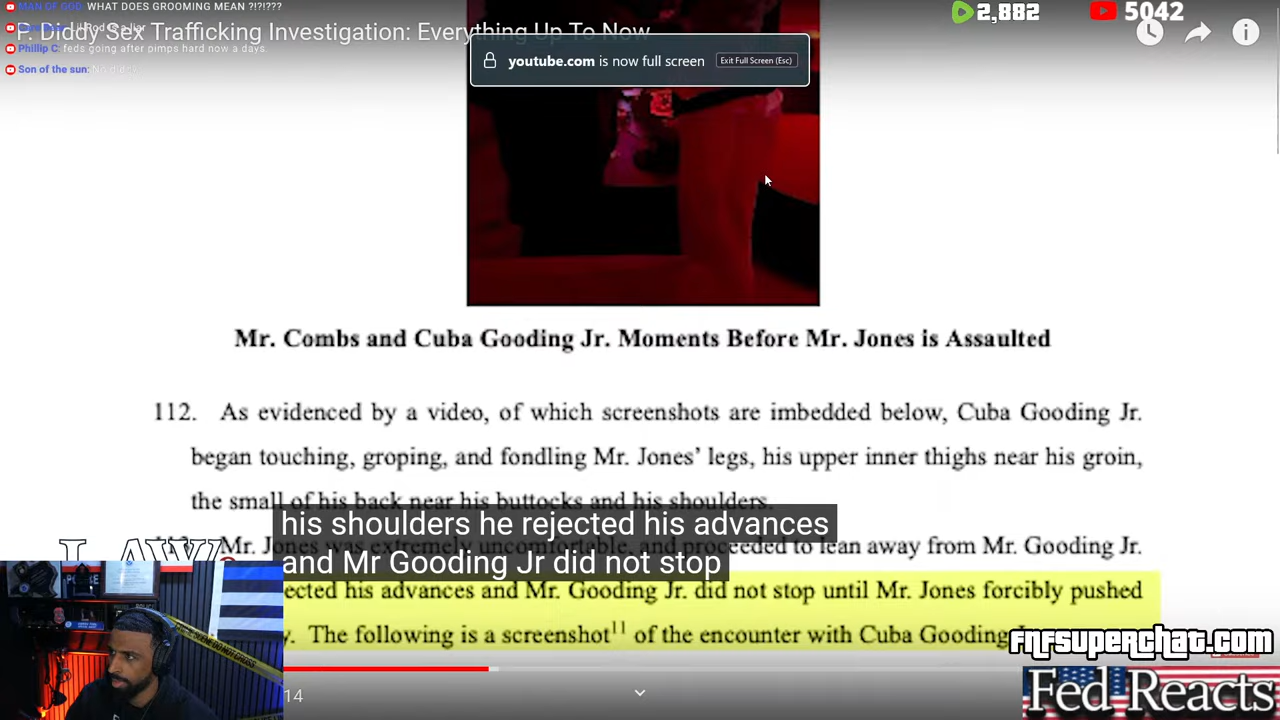 MAN OF GOD: WHAT DOES GROOMING MEAN ?!?!???
P. Diddy Sex Trafficking Investigation: Everything Up To Now
Phillip C: feds going after pimps hard now a days.
Son of the sun:
2,882
5042
youtube.com is now full screen
Exit Full Screen (Esc)
Mr. Combs and Cuba Gooding Jr. Moments Before Mr. Jones is Assaulted
112. As evidenced by a video, of which screenshots are imbedded below, Cuba Gooding Jr.
began touching, groping, and fondling Mr. Jones' legs, his upper inner thighs near his groin,
the small of his back near his buttocks and his shoulders.
his shoulders he rejected his advances
Mr. Jones was extremely uncomfortable, and proceeded to lean away from Mr. Gooding Jr.
and Mr Gooding Jr did not stop
ected his advances and Mr. Gooding Jr. did not stop until Mr. Jones forcibly pushed
y. The following is a screenshot11 of the encounter with Cuba Gooding
LAW
fnfsuperchat.com
14
Fed Reacts